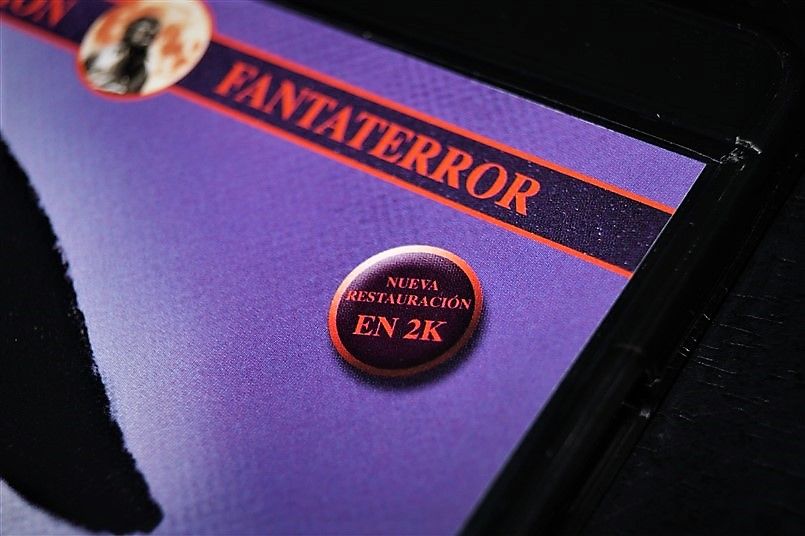 FANTATERROR
NUEVA
RESTAURACIÓN
EN 2K